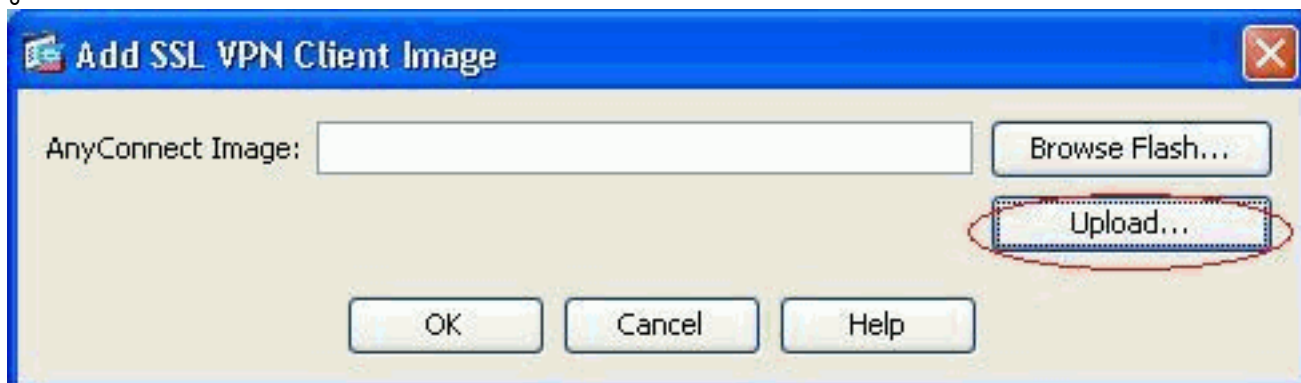 Add SSL VPN Client Image
AnyConnect Image:
Browse Flash...
Upload...
OK
Cancel
Help